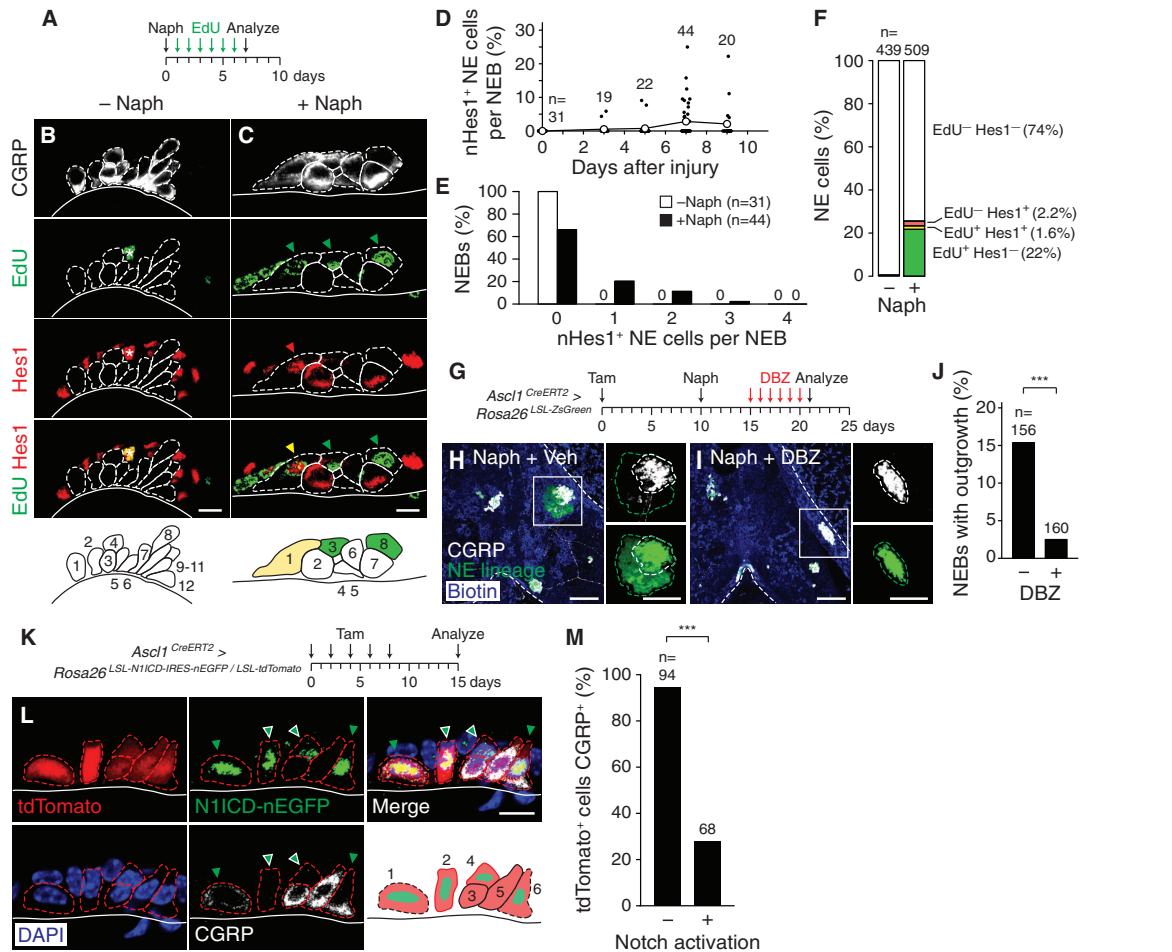 A
Naph EdU Analyze
0 5 10 days
– Naph + Naph
B C
CGRP
EdU
*
Hes1
*
EdU Hes1
*
1 2 3 4 5 6 7 8 9-11 12
1 2 3 4 5 6 7 8
D
nHes1⁺ NE cells per NEB (%)
30
20
10
0
n=
31 19 22 44 20
0 2 4 6 8 10
Days after injury
E
NEBs (%)
100
80
60
40
20
0
–Naph (n=31)
+Naph (n=44)
0 0 0 0 0
0 1 2 3 4
nHes1⁺ NE cells per NEB
F
n=
439 509
NE cells (%)
100
80
60
40
20
0
EdU⁻ Hes1⁻ (74%)
EdU⁻ Hes1⁺ (2.2%)
EdU⁺ Hes1⁺ (1.6%)
EdU⁺ Hes1⁻ (22%)
– +
Naph
G
Ascl1 CreERT2 >
Rosa26 LSL-ZsGreen
Tam Naph DBZ Analyze
0 5 10 15 20 25 days
H Naph + Veh
CGRP
NE lineage
Biotin
I Naph + DBZ
J
NEBs with outgrowth (%)
20
15
10
5
0
***
n=
156
160
– +
DBZ
K
Ascl1 CreERT2 >
Rosa26 LSL-N1ICD-IRES-nEGFP / LSL-tdTomato
Tam Analyze
0 5 10 15 days
L
tdTomato
N1ICD-nEGFP
Merge
DAPI
CGRP
1 2 3 4 5 6
M
tdTomato⁺ cells CGRP⁺ (%)
100
80
60
40
20
0
***
n=
94
68
– +
Notch activation